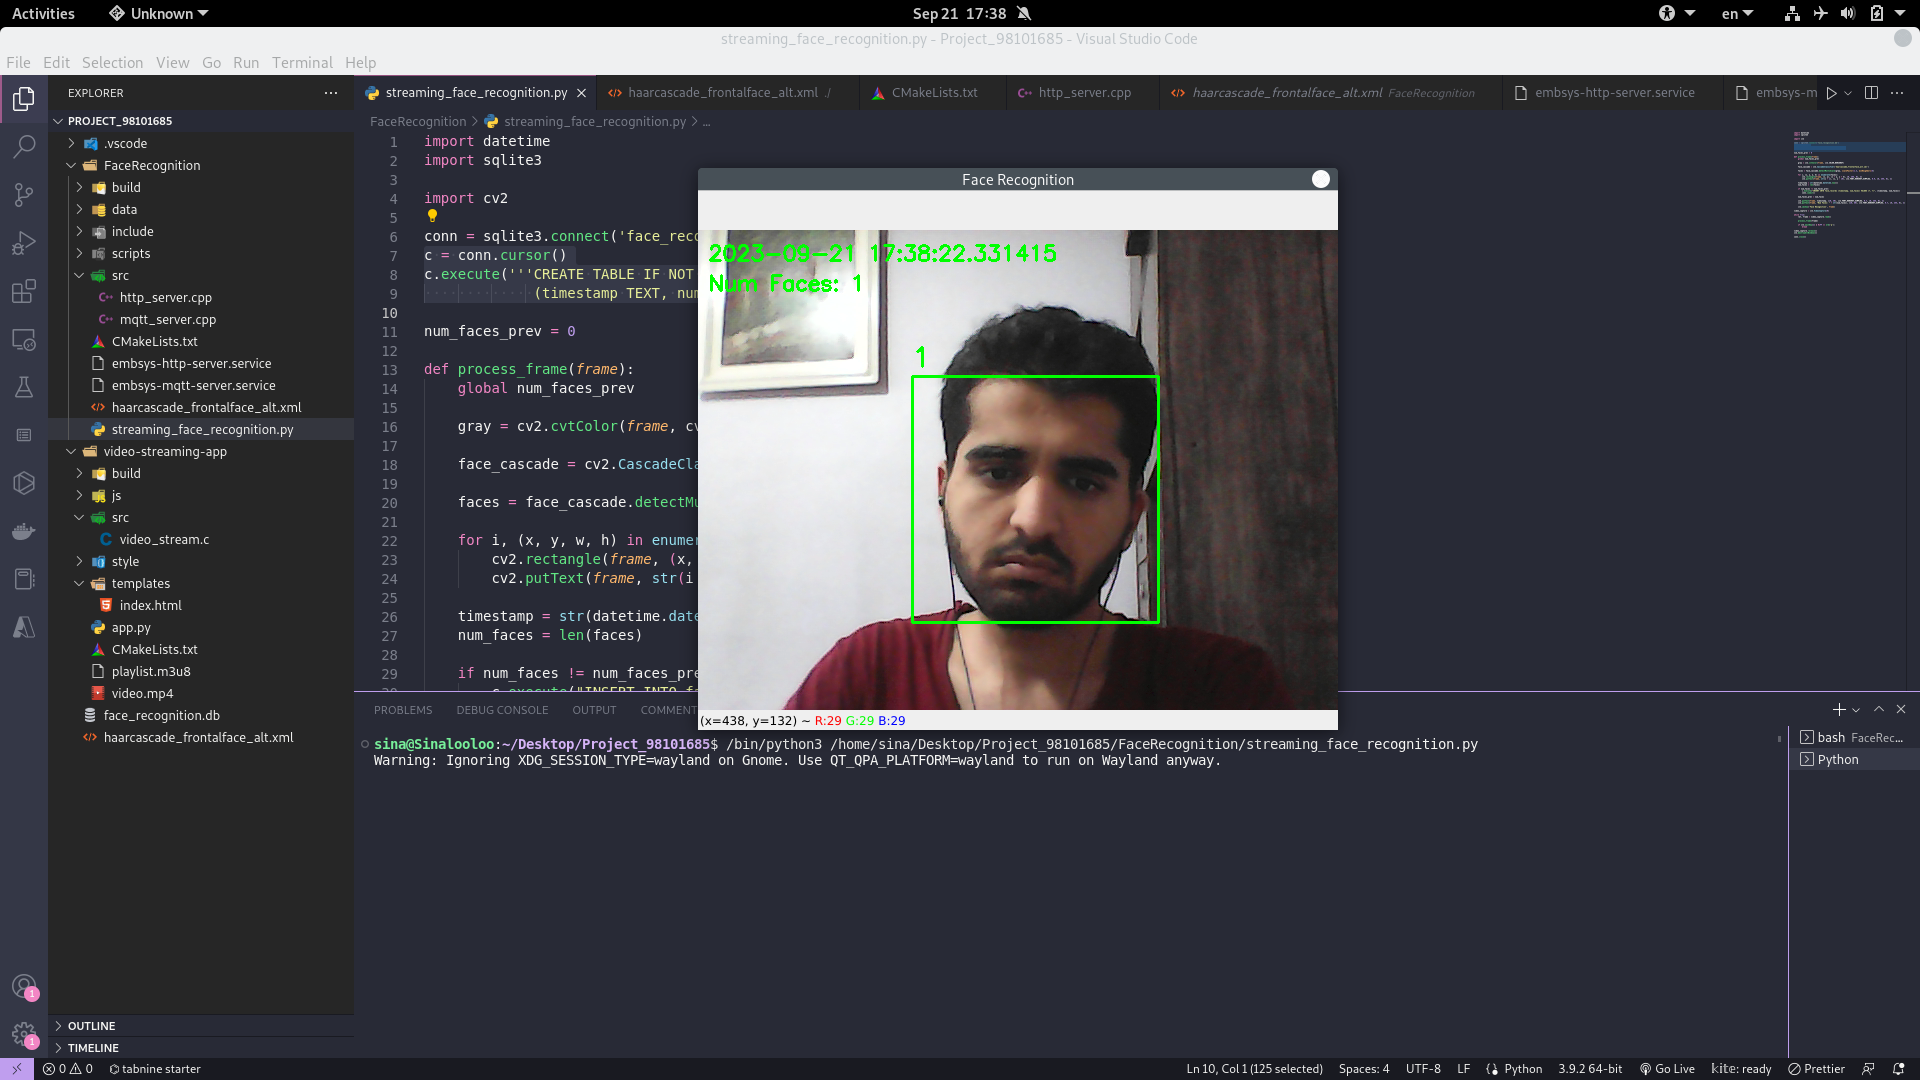 Activities
Unknown
Sep 21 17:38
en
streaming_face_recognition.py - Project_98101685 - Visual Studio Code
File Edit Selection View Go Run Terminal Help
EXPLORER
PROJECT_98101685
.vscode
FaceRecognition
build
data
include
scripts
src
http_server.cpp
mqtt_server.cpp
CMakeLists.txt
embsys-http-server.service
embsys-mqtt-server.service
haarcascade_frontalface_alt.xml
streaming_face_recognition.py
video-streaming-app
build
js
src
video_stream.c
style
templates
index.html
app.py
CMakeLists.txt
playlist.m3u8
video.mp4
face_recognition.db
haarcascade_frontalface_alt.xml
OUTLINE
TIMELINE
1
1
streaming_face_recognition.py haarcascade_frontalface_alt.xml ./ CMakeLists.txt http_server.cpp haarcascade_frontalface_alt.xml FaceRecognition embsys-http-server.service embsys-m
FaceRecognition > streaming_face_recognition.py > ...
1 import datetime
2 import sqlite3
3
4 import cv2
5
6 conn = sqlite3.connect('face_reco
7 c = conn.cursor()
8 c.execute('''CREATE TABLE IF NOT
9 (timestamp TEXT, num
10
11 num_faces_prev = 0
12
13 def process_frame(frame):
14 global num_faces_prev
15
16 gray = cv2.cvtColor(frame, cv
17
18 face_cascade = cv2.CascadeCla
19
20 faces = face_cascade.detectMu
21
22 for i, (x, y, w, h) in enumer
23 cv2.rectangle(frame, (x,
24 cv2.putText(frame, str(i
25
26 timestamp = str(datetime.date
27 num_faces = len(faces)
28
29 if num_faces != num_faces_pre
30 c.execute("INSERT INTO fa
Face Recognition
2023-09-21 17:38:22.331415
Num Faces: 1
1
(x=438, y=132) ~ R:29 G:29 B:29
PROBLEMS DEBUG CONSOLE OUTPUT COMMENT
sina@Sinalooloo:~/Desktop/Project_98101685$ /bin/python3 /home/sina/Desktop/Project_98101685/FaceRecognition/streaming_face_recognition.py
Warning: Ignoring XDG_SESSION_TYPE=wayland on Gnome. Use QT_QPA_PLATFORM=wayland to run on Wayland anyway.
bash FaceRec...
Python
0 0 tabnine starter
Ln 10, Col 1 (125 selected) Spaces: 4 UTF-8 LF Python 3.9.2 64-bit Go Live kite: ready Prettier